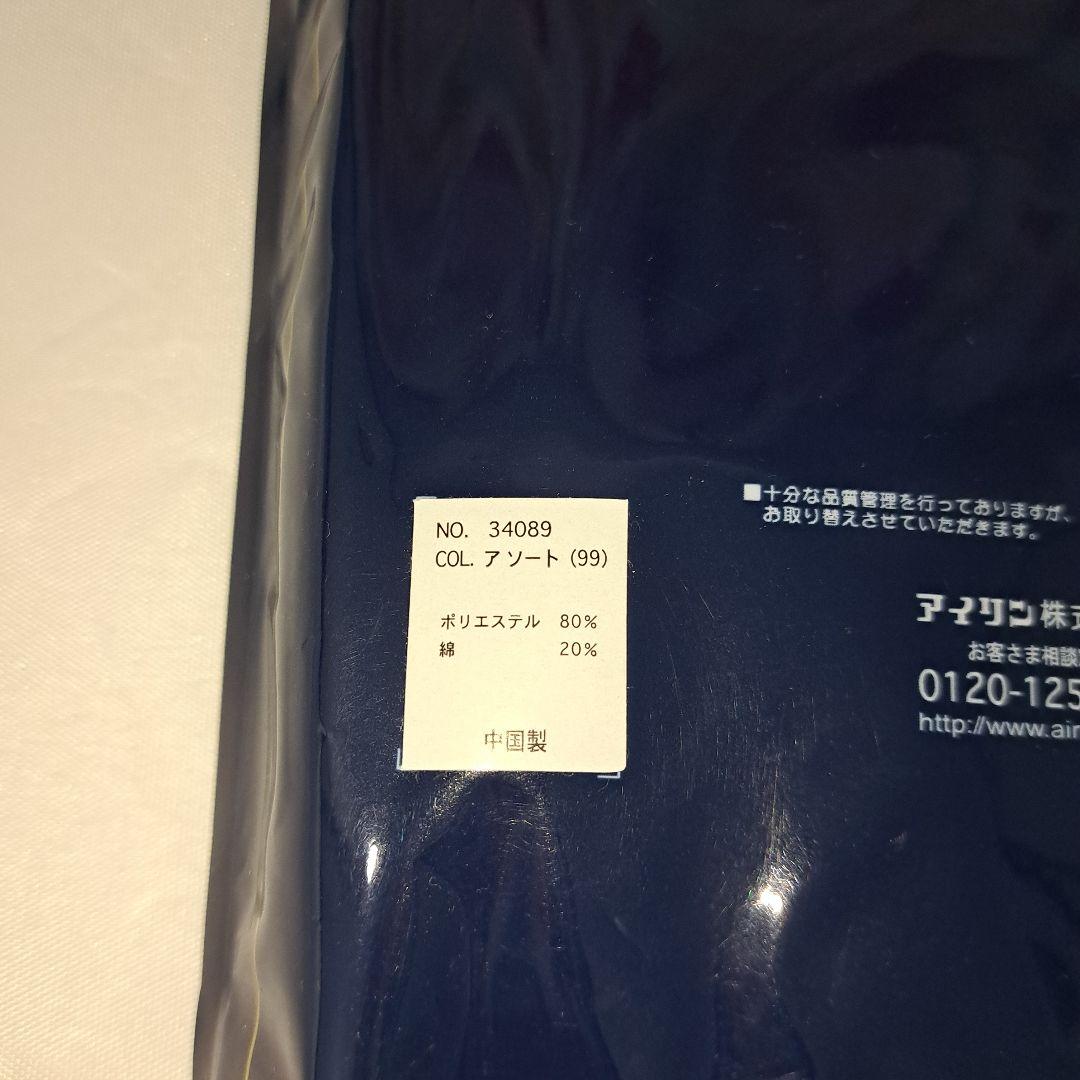 NO. 34089
COL. アソート (99)
ポリエステル 80%
綿 20%
中国製
■十分な品質管理を行っておりますが、
お取り替えさせていただきます。
アイリン株式
お客さま相談
0120-125
http://www.air